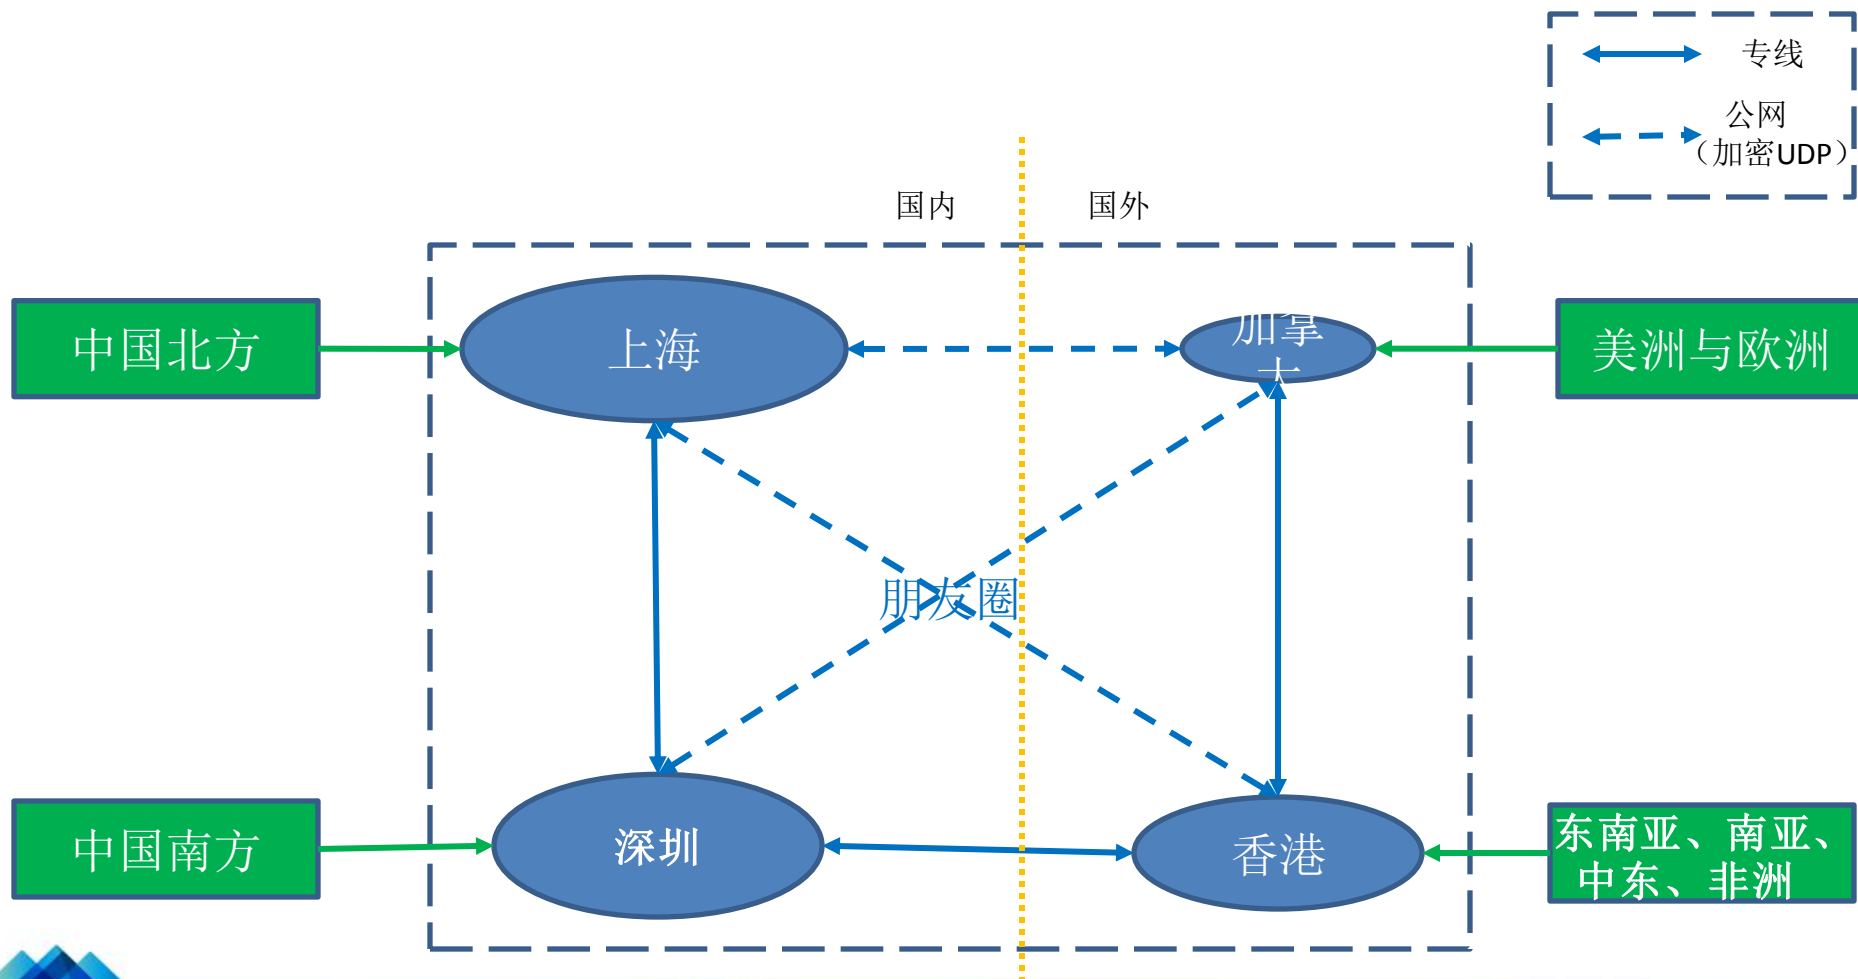 专线
公网
（加密UDP）
国内
国外
中国北方
上海
加拿
大
美洲与欧洲
朋友圈
中国南方
深圳
香港
东南亚、南亚、
中东、非洲